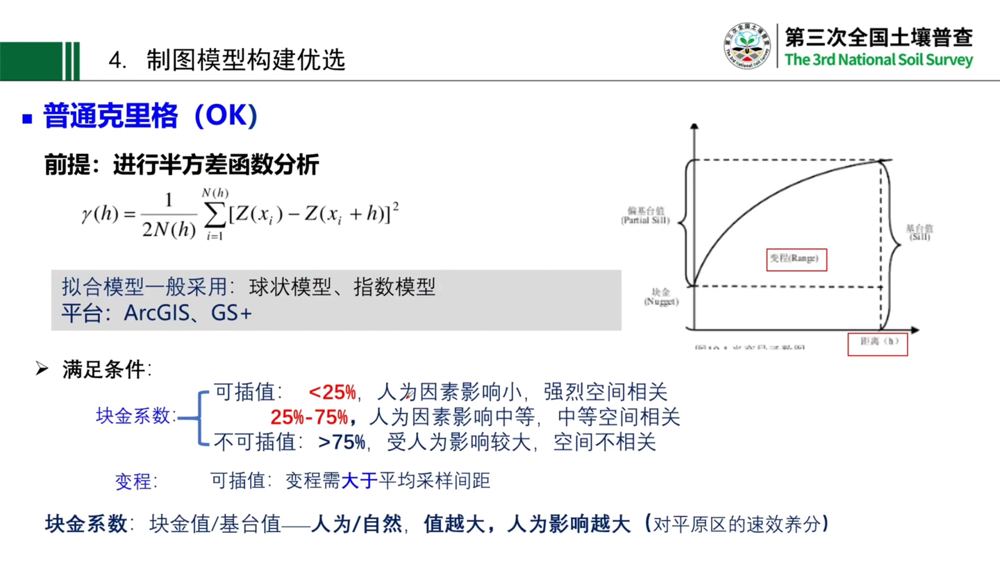 第三次全国土壤普查
The 3rd National Soil Survey
4. 制图模型构建优选
普通克里格（OK）
前提：进行半方差函数分析
γ(h) = 1/2N(h) ∑_{i=1}^{N(h)} [Z(x_i) − Z(x_i + h)]^2
拟合模型一般采用：球状模型、指数模型
平台：ArcGIS、GS+
偏基台值
(Partial Sill)
基台值
(Sill)
变程(Range)
块金
(Nugget)
距离（h）
满足条件：
可插值： <25%，人为因素影响小，强烈空间相关
块金系数：
25%-75%，人为因素影响中等，中等空间相关
不可插值：>75%，受人为影响较大，空间不相关
变程： 可插值：变程需大于平均采样间距
块金系数：块金值/基台值——人为/自然，值越大，人为影响越大（对平原区的速效养分）